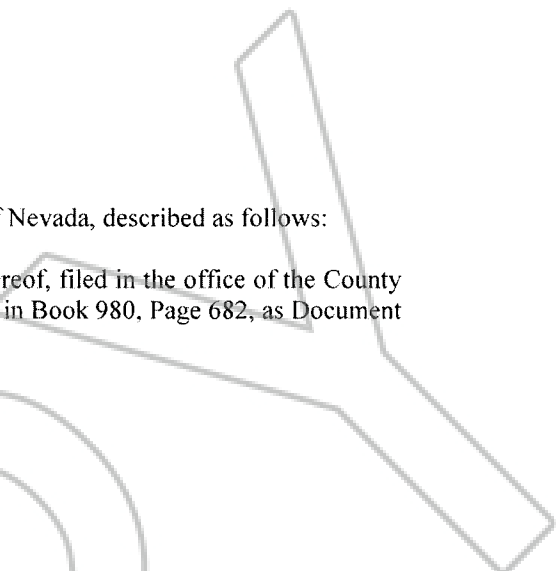 Nevada, described as follows:
reof, filed in the office of the County
in Book 980, Page 682, as Document